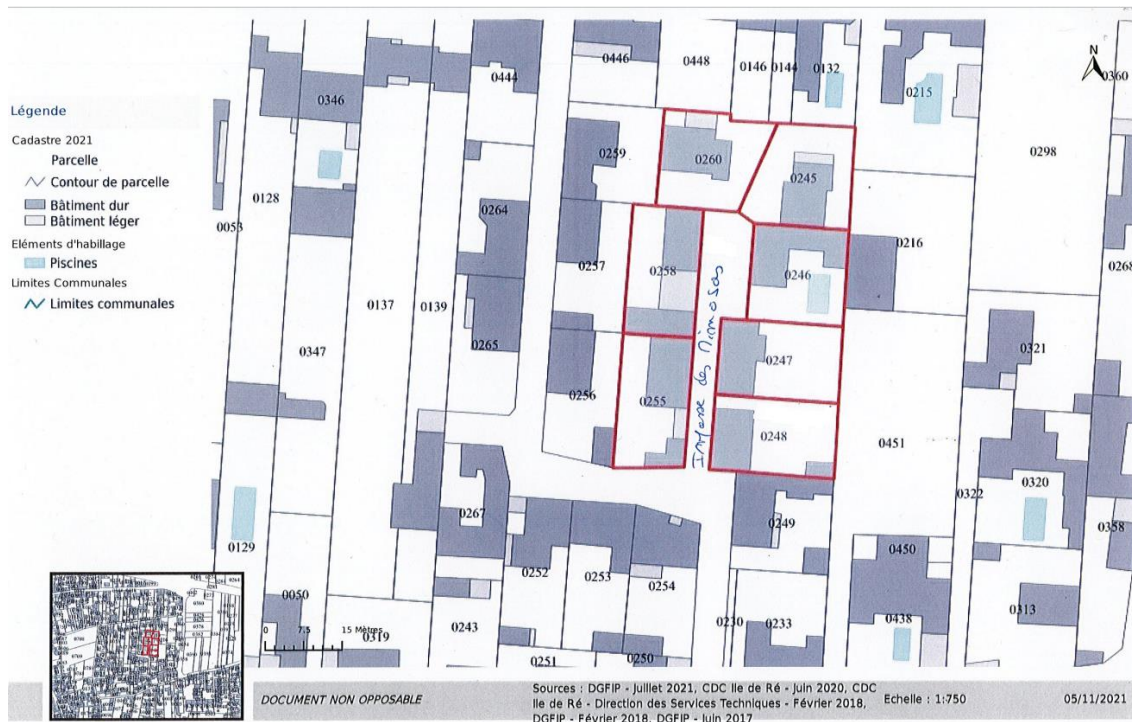 N
0446
0448
0146
0144
0132
0444
0360
0215
0346
0298
0259
0260
0245
0128
0264
0053
0216
0268
0257
0258
0246
0137
0139
0321
0347
0265
0247
0256
0255
Impasse des Mimosas
0248
0451
0320
0322
0249
0267
0358
0129
0450
0252
0253
0254
0050
0313
0438
0230
0233
0243
0319
0251
0250
Légende
Cadastre 2021
Parcelle
Contour de parcelle
Bâtiment dur
Bâtiment léger
Eléments d'habillage
Piscines
Limites Communales
Limites communales
0 7.5 15 Mètres
DOCUMENT NON OPPOSABLE
Sources : DGFIP - Juillet 2021, CDC Ile de Ré - Juin 2020, CDC
Ile de Ré - Direction des Services Techniques - Février 2018,
DGFIP - Février 2018, DGFIP - Juin 2017
Echelle : 1:750
05/11/2021